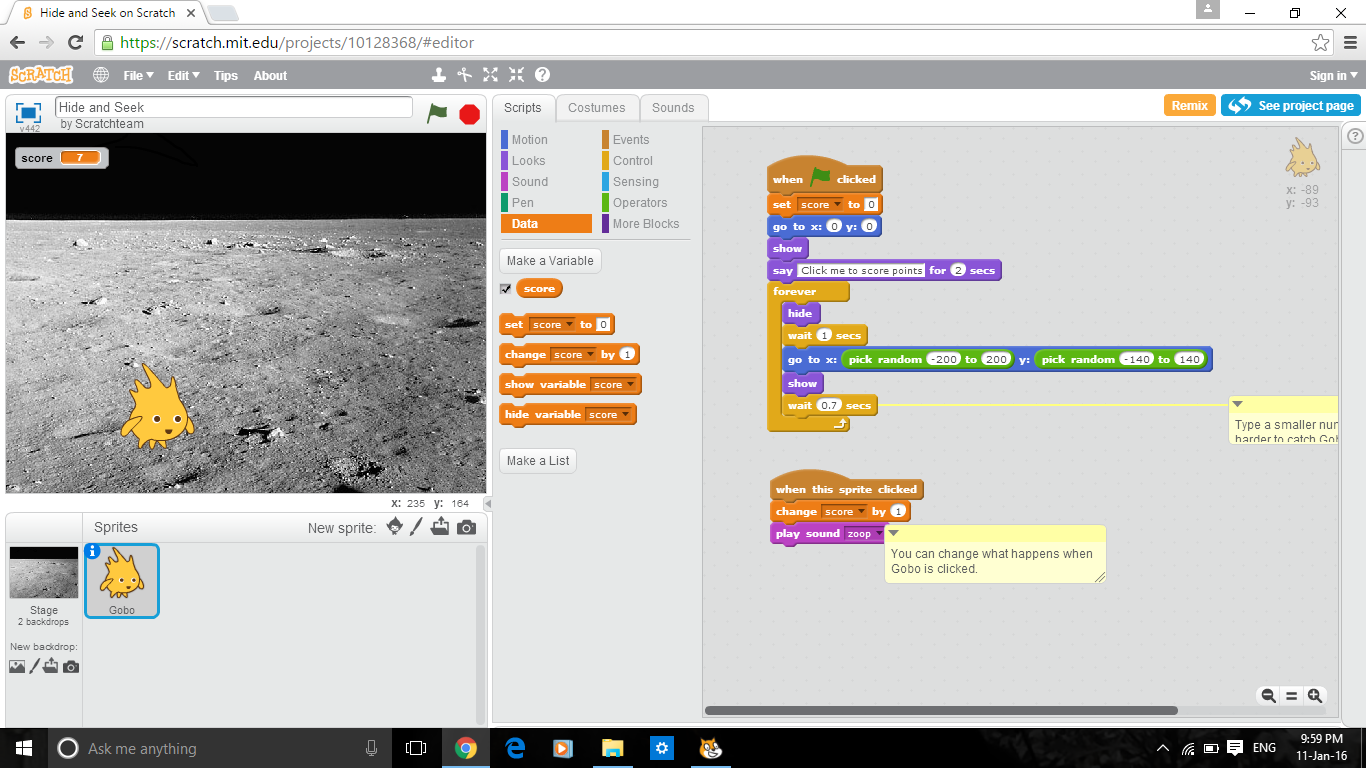 Hide and Seek on Scratch
https://scratch.mit.edu/projects/10128368/#editor
SCRATCH File Edit Tips About Sign in
Hide and Seek
by Scratchteam
v442
Scripts Costumes Sounds
Remix See project page
score 7
Motion Events
Looks Control
Sound Sensing
Pen Operators
Data More Blocks
Make a Variable
score
set score to 0
change score by 1
show variable score
hide variable score
Make a List
when clicked
set score to 0
go to x: 0 y: 0
show
say Click me to score points for 2 secs
forever
hide
wait 1 secs
go to x: pick random -200 to 200 y: pick random -140 to 140
show
wait 0.7 secs
Type a smaller
harder to catch
when this sprite clicked
change score by 1
play sound zoop
You can change what happens when
Gobo is clicked.
x: -89
y: -93
x: 235 y: 164
Sprites New sprite:
Stage
2 backdrops
New backdrop:
Gobo
Ask me anything
ENG
9:59 PM
11-Jan-16